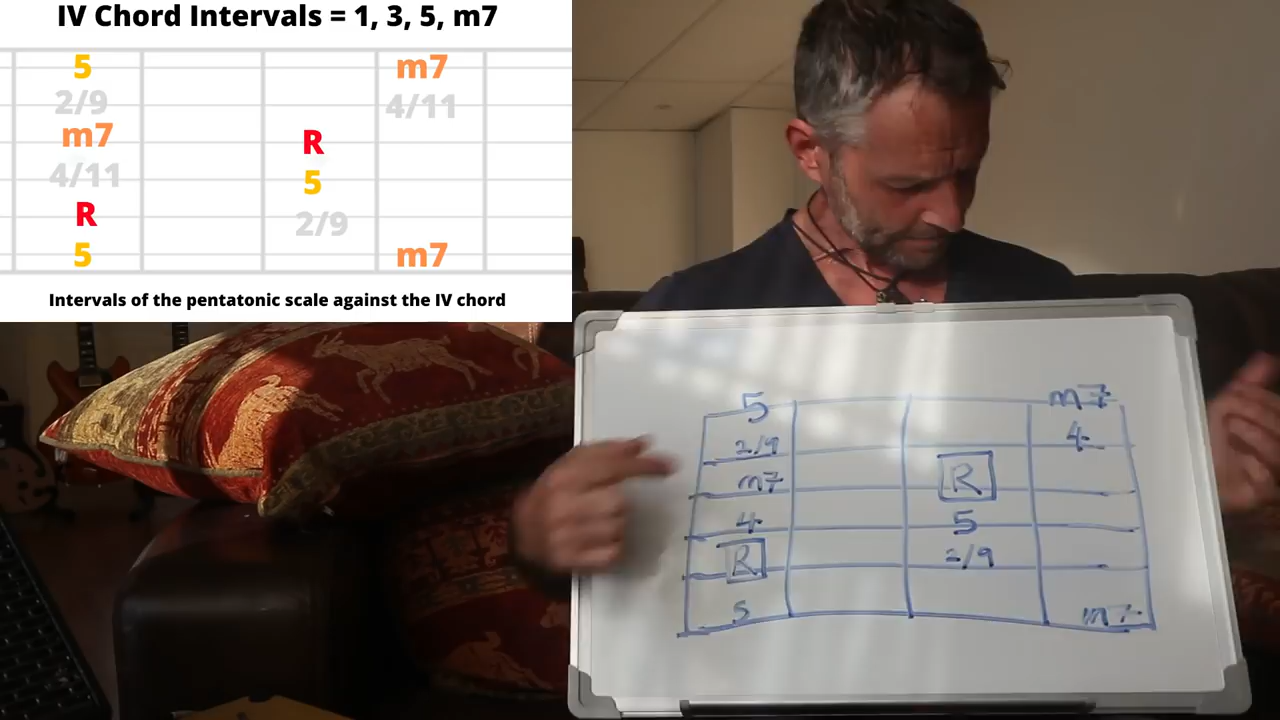 IV Chord Intervals = 1, 3, 5, m7
5 m7
2/9 4/11
m7 R
4/11 5
R 2/9
5 m7
Intervals of the pentatonic scale against the IV chord
5 m7
2/9 4
m7 R
4 5
R 2/9
5 m7